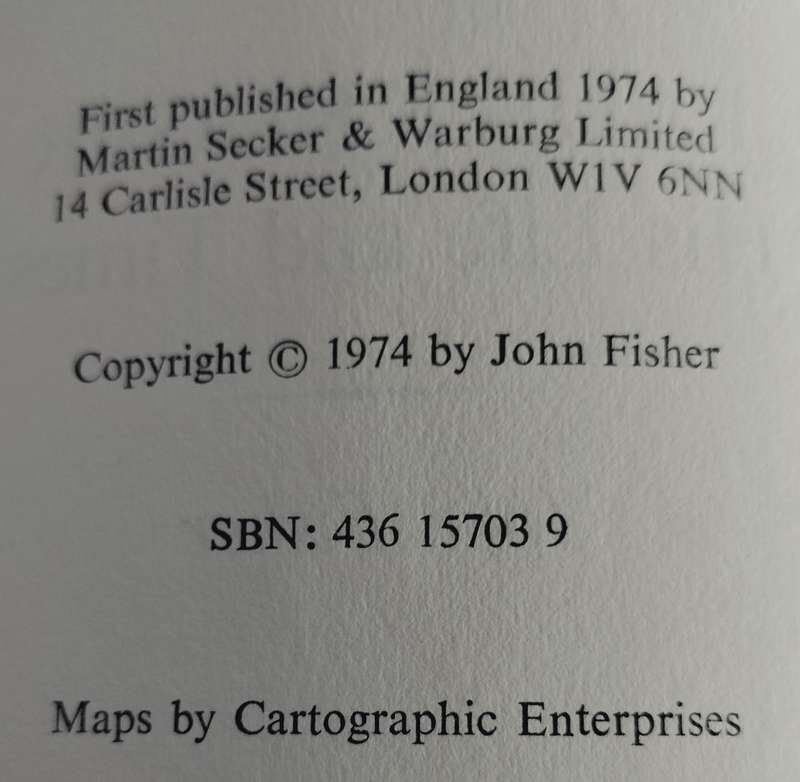 First published in England 1974 by
Martin Secker & Warburg Limited
14 Carlisle Street, London W1V 6NN
Copyright © 1974 by John Fisher
SBN: 436 15703 9
Maps by Cartographic Enterprises